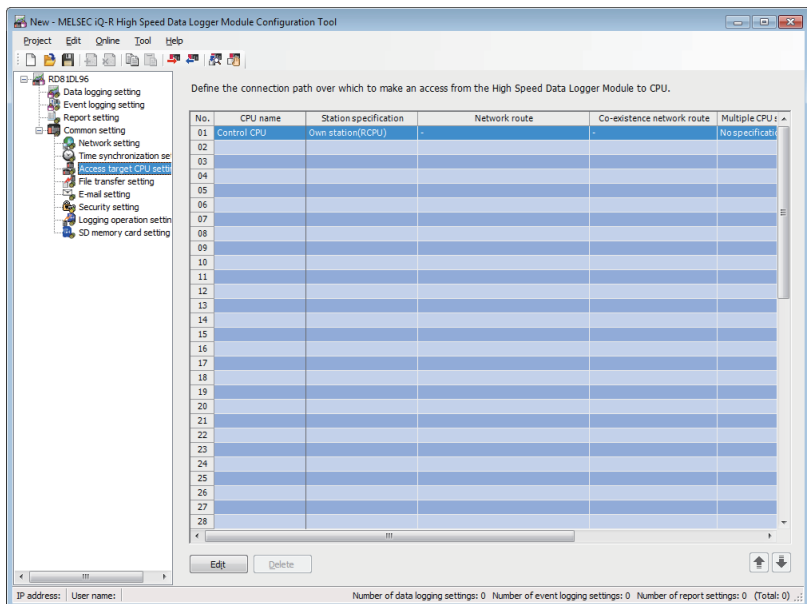 New - MELSEC iQ-R High Speed Data Logger Module Configuration Tool
Project Edit Online Tool Help
RD81DL96
Data logging setting
Event logging setting
Report setting
Common setting
Network setting
Time synchronization se
Access target CPU setti
File transfer setting
E-mail setting
Security setting
Logging operation settin
SD memory card setting
Define the connection path over which to make an access from the High Speed Data Logger Module to CPU.
No. CPU name Station specification Network route Co-existence network route Multiple CPU s
01 Control CPU Own station(RCPU) - - No specificatio
02
03
04
05
06
07
08
09
10
11
12
13
14
15
16
17
18
19
20
21
22
23
24
25
26
27
28
Edit Delete
IP address: User name: Number of data logging settings: 0 Number of event logging settings: 0 Number of report settings: 0 (Total: 0)